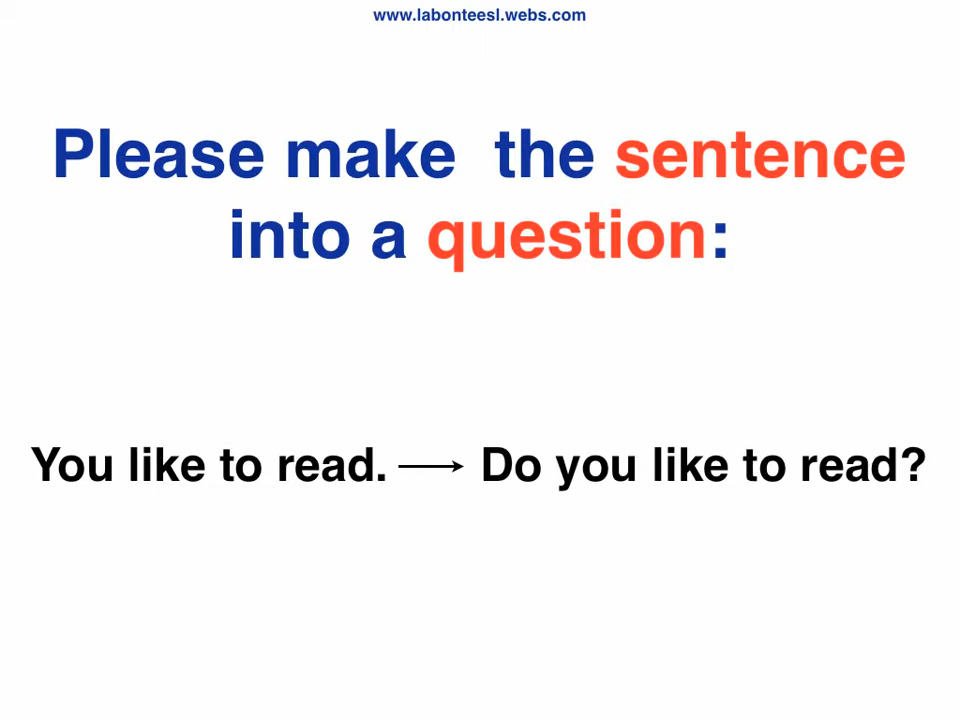 www.labonteesl.webs.com
Please make  the sentence
into a question:
You like to read. → Do you like to read?